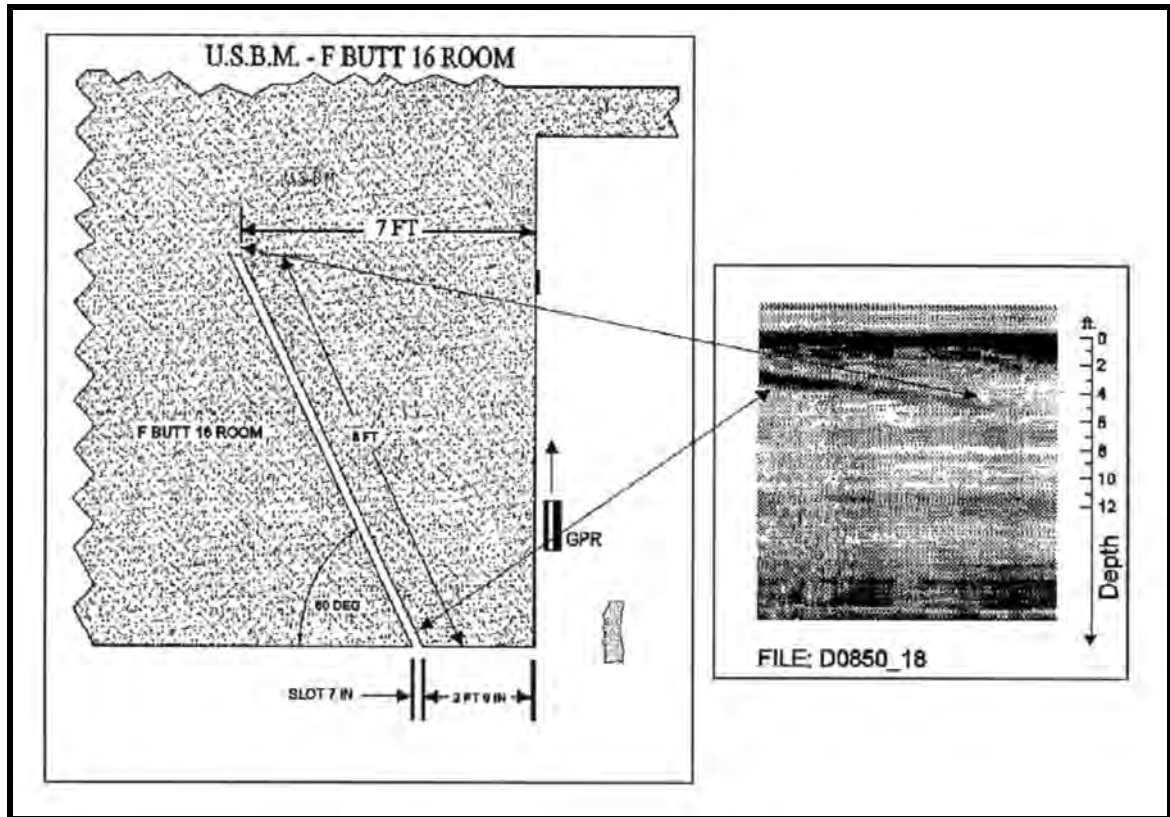 U.S.B.M. - F BUTT 16 ROOM
U.S.B.M
7 FT
F BUTT 16 ROOM
8 FT
GPR
60 DEG
SLOT 7 IN
2 FT 9 IN
ft.
0
2
4
6
8
10
12
Depth
FILE: D0850_18